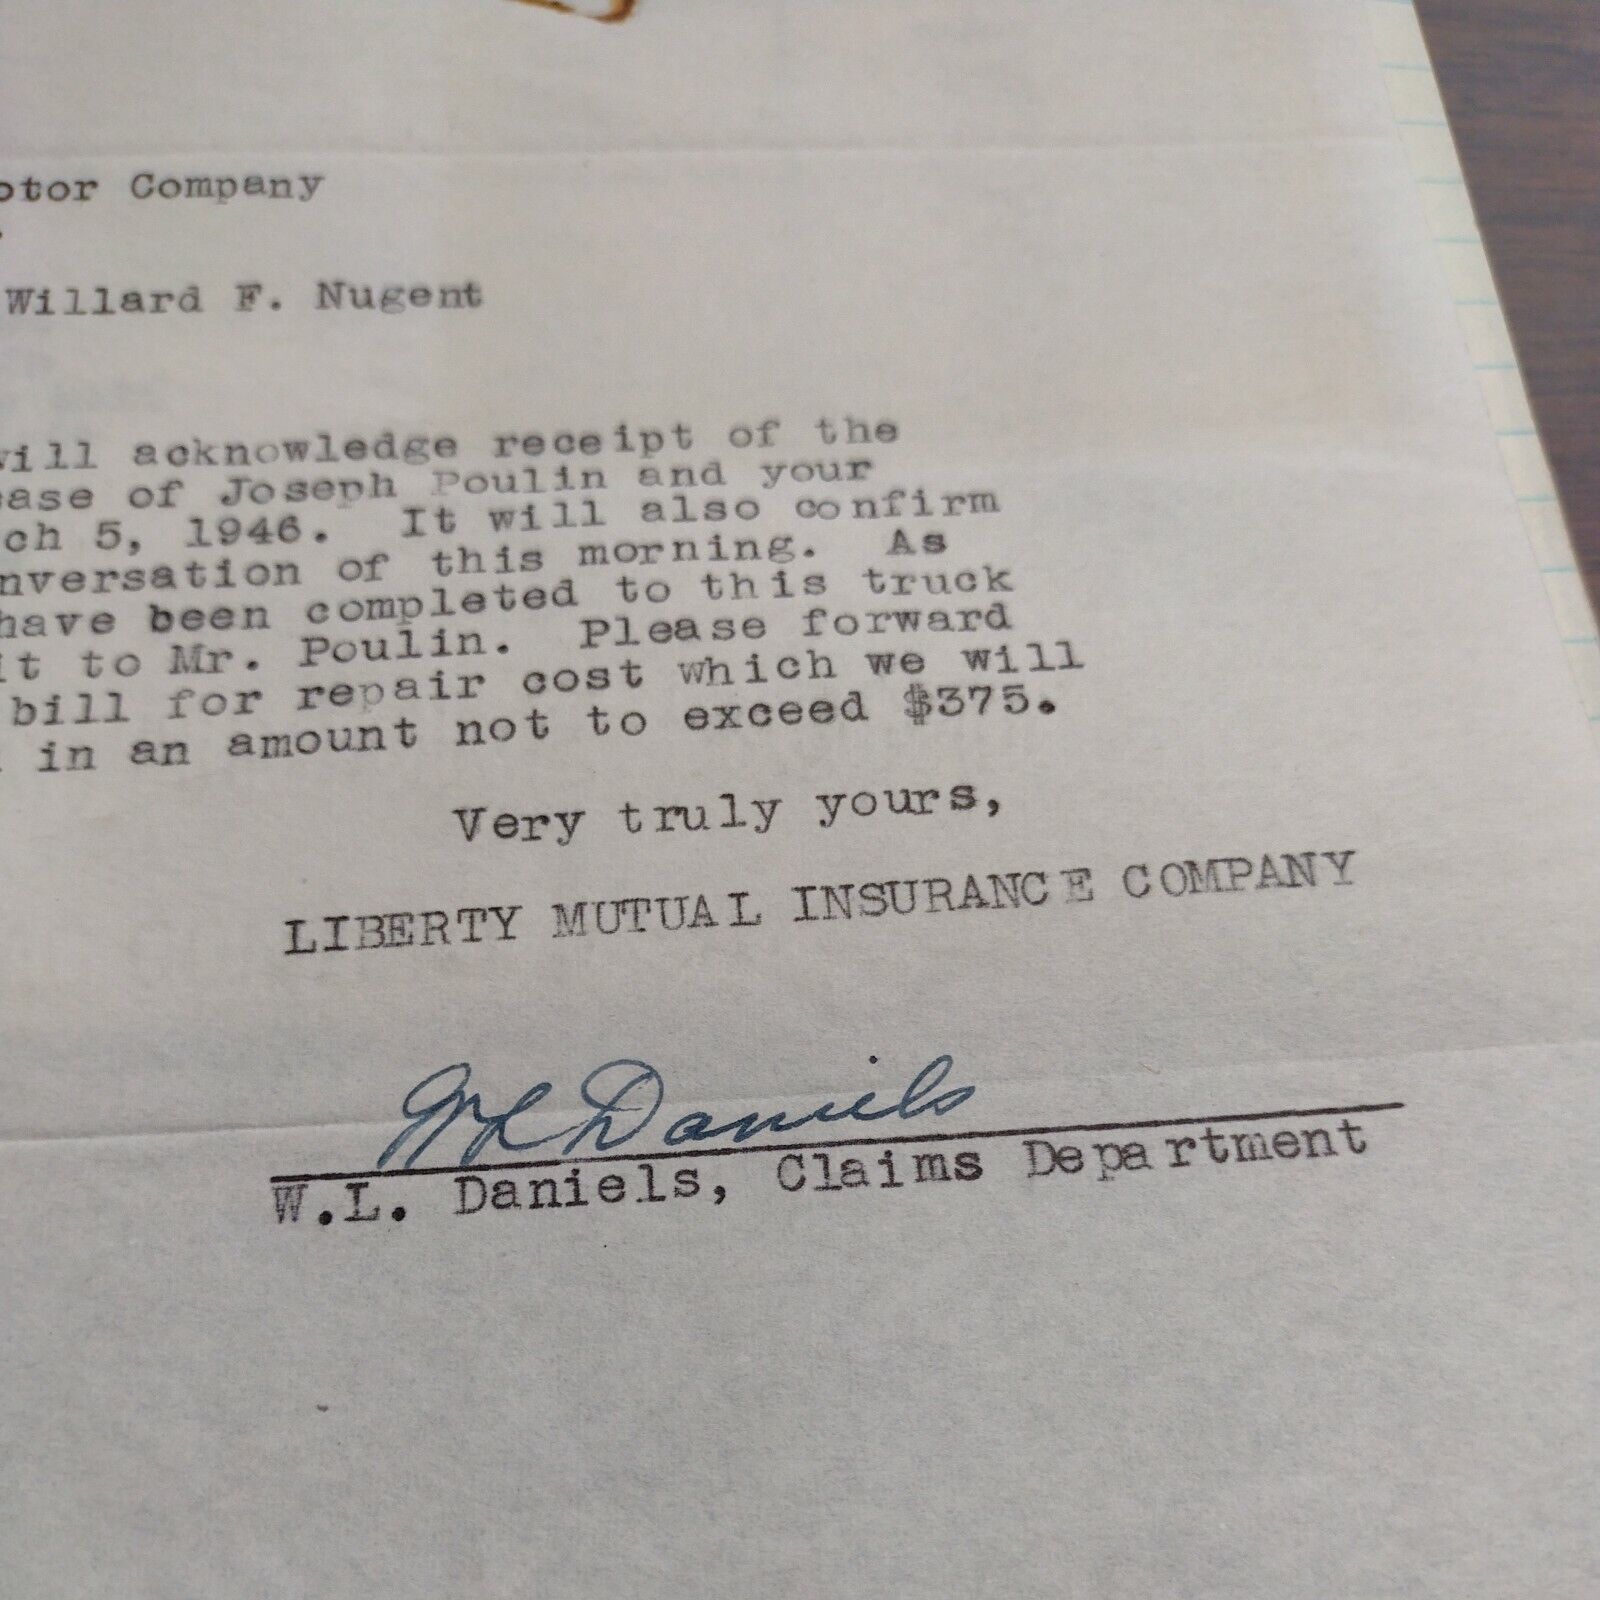 otor Company
Willard F. Nugent
will acknowledge receipt of the
ease of Joseph Poulin and your
ch 5, 1946. It will also confirm
nversation of this morning. As
have been completed to this truck
it to Mr. Poulin. Please forward
bill for repair cost which we will
in an amount not to exceed $375.
Very truly yours,
LIBERTY MUTUAL INSURANCE COMPANY
W L Daniels
W.L. Daniels, Claims Department